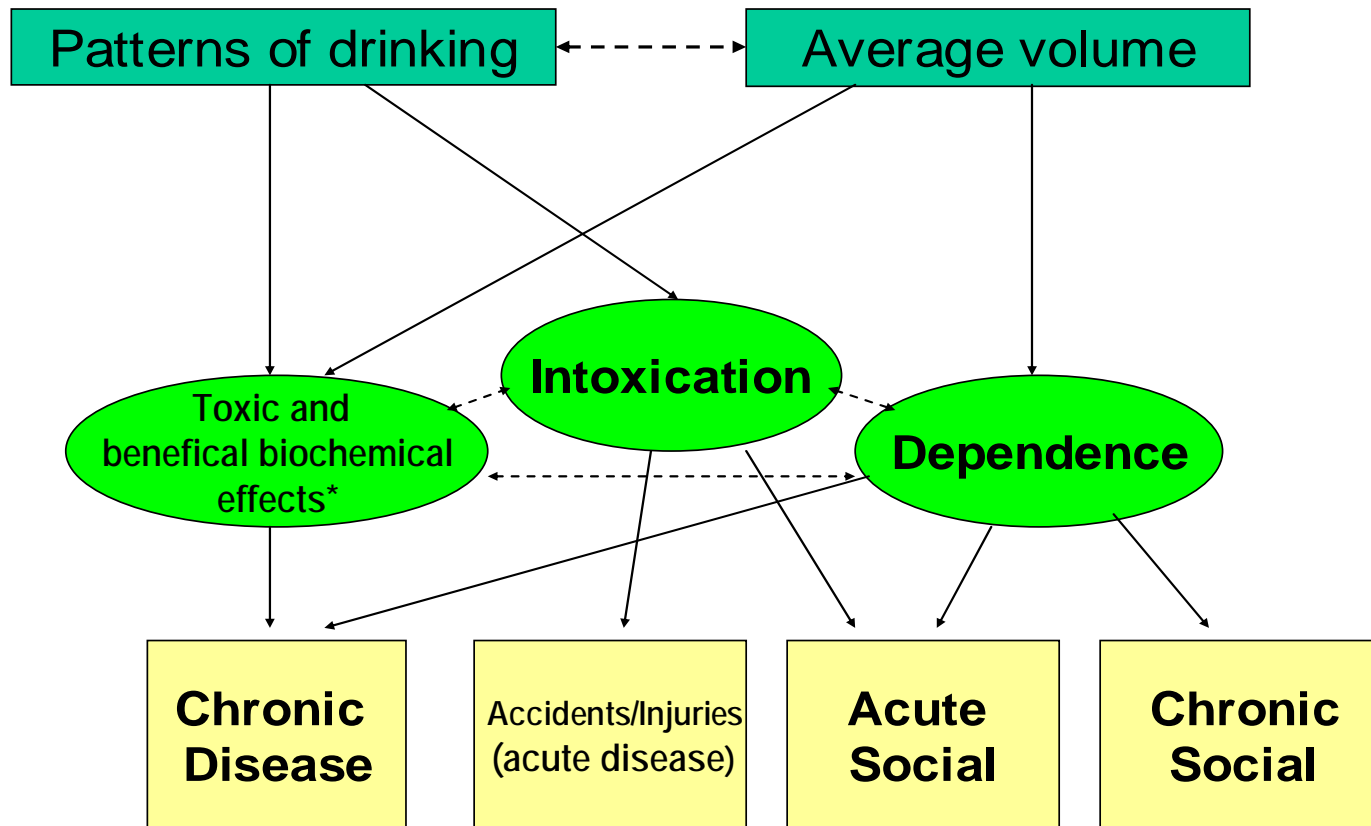 Patterns of drinking
Average volume
Intoxication
Toxic and
benefical biochemical
effects*
Dependence
Chronic
Disease
Accidents/Injuries
(acute disease)
Acute
Social
Chronic
Social